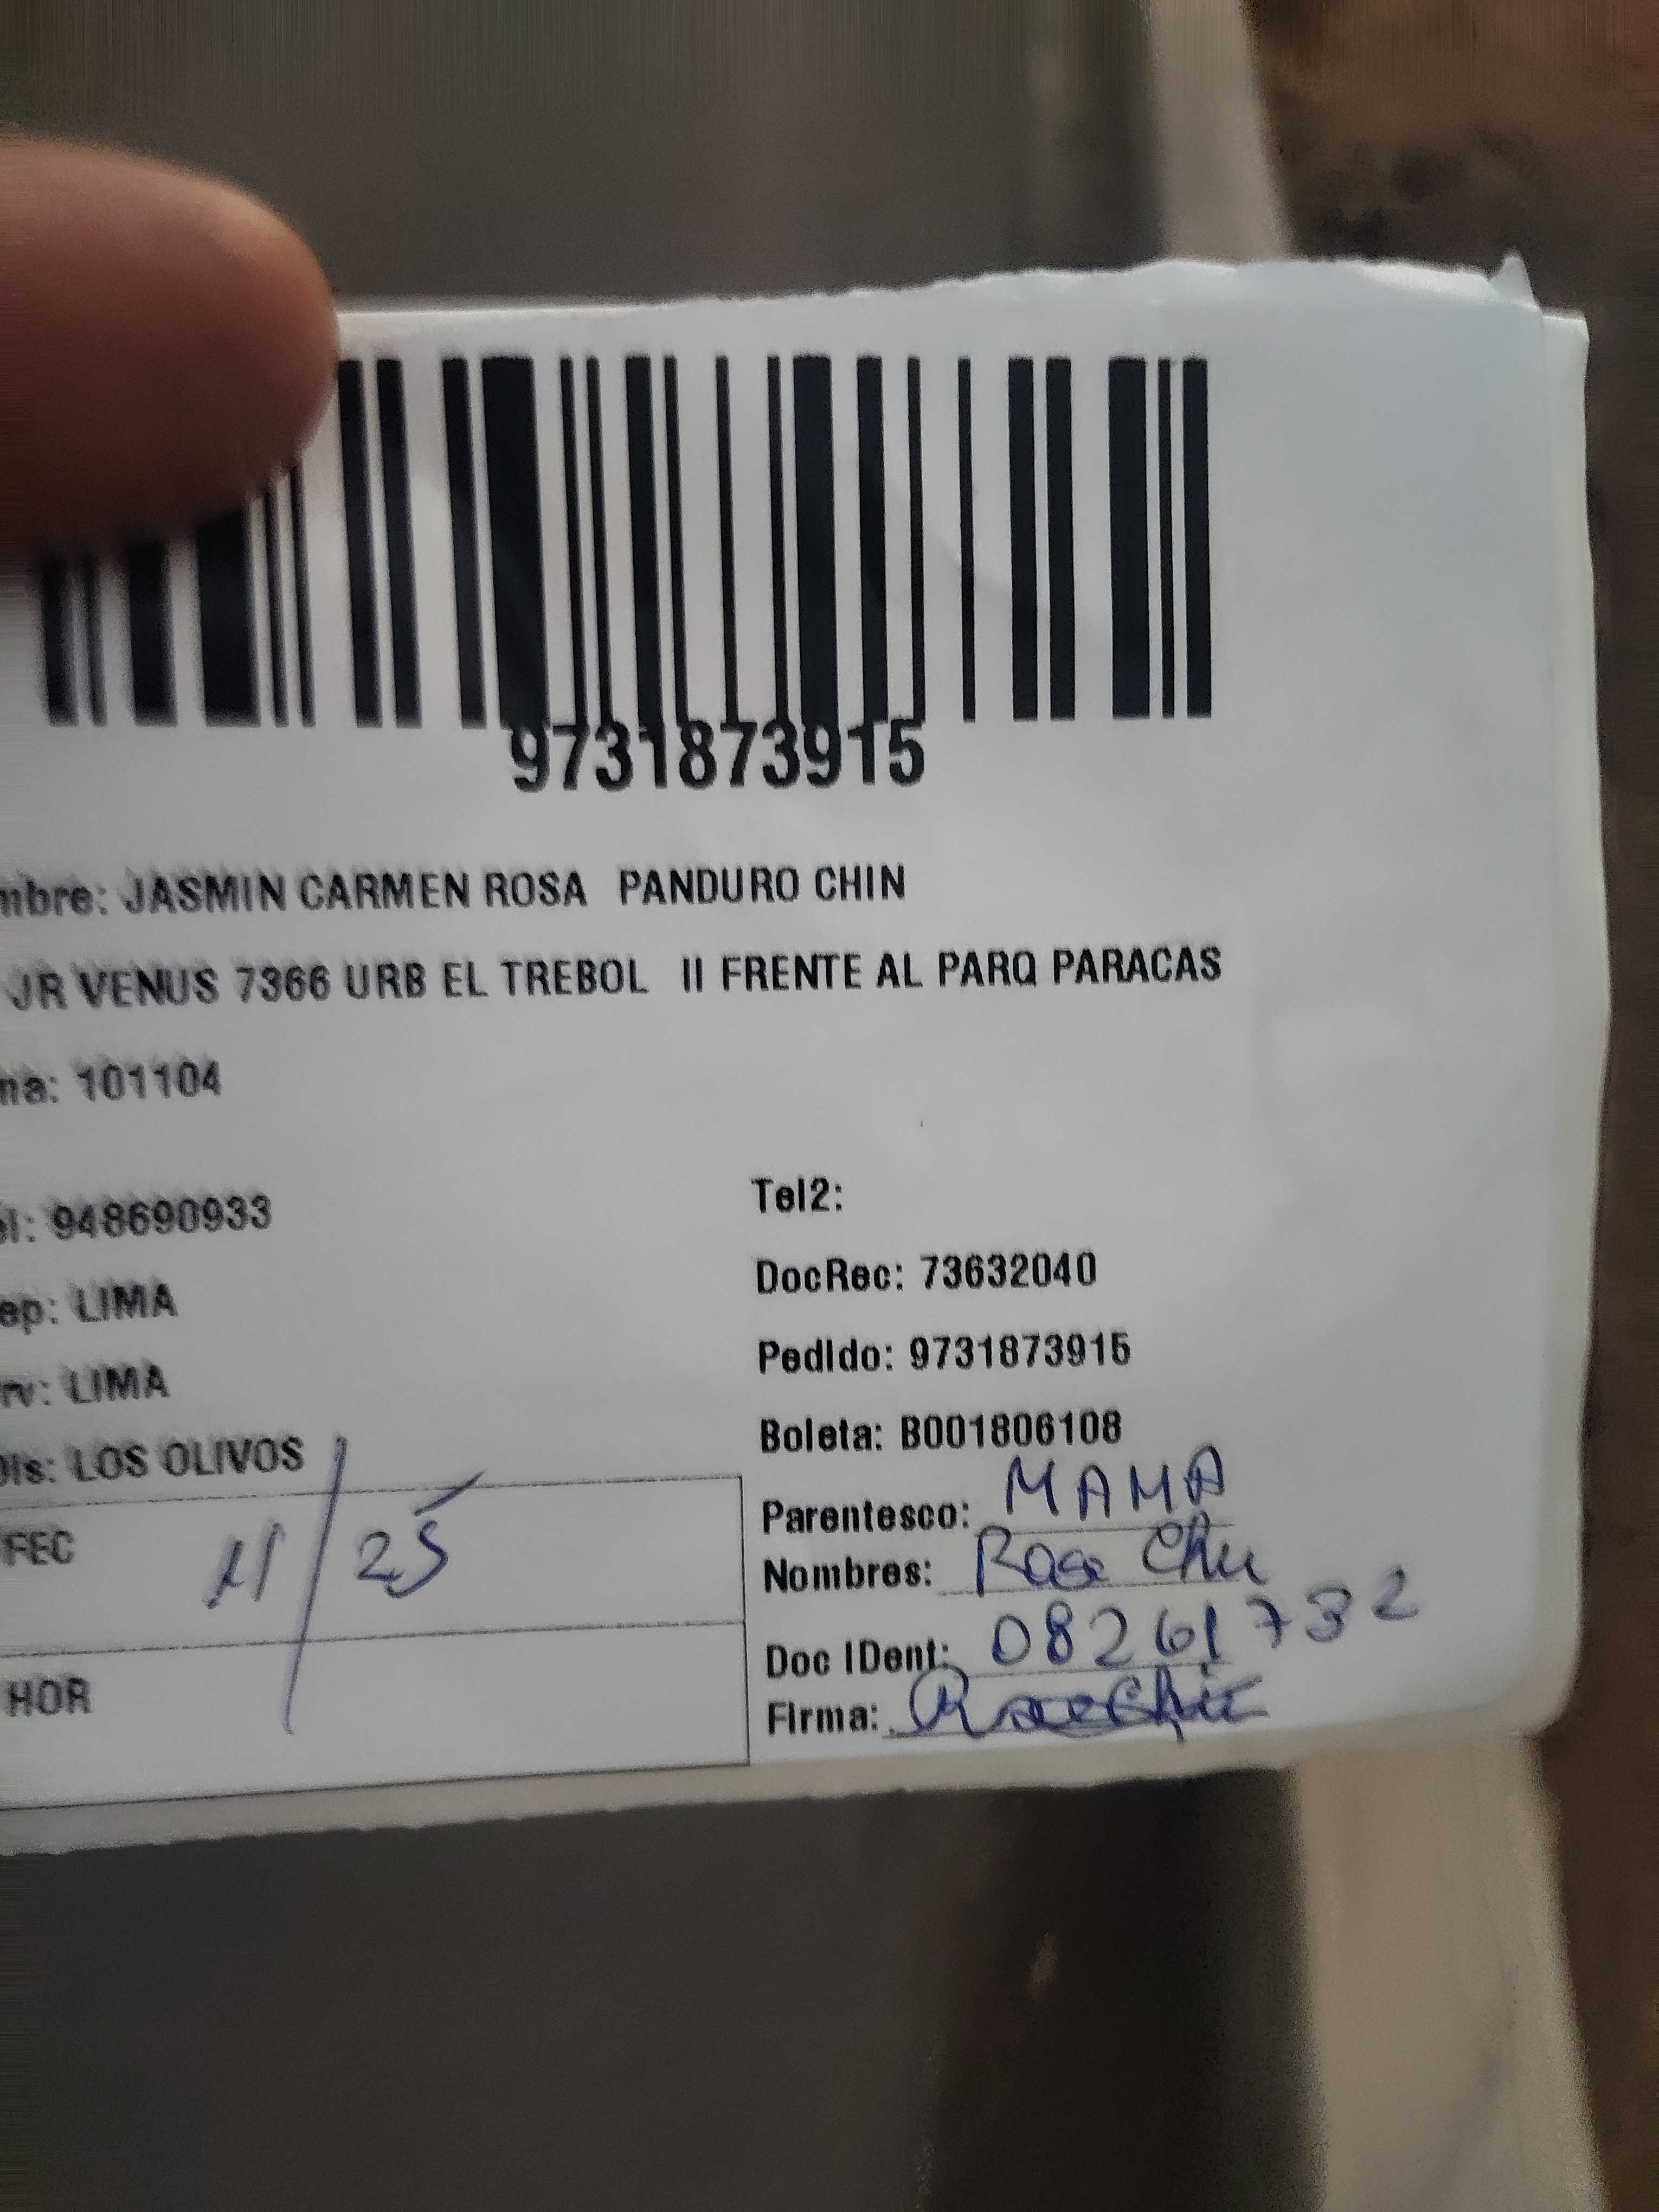 9731873915
mbre: JASMIN CARMEN ROSA PANDURO CHIN
JR VENUS 7366 URB EL TREBOL II FRENTE AL PARQ PARACAS
na: 101104
el: 948690933
Tel2:
ep: LIMA
DocRec: 73632040
rv: LIMA
Pedido: 9731873915
Dis: LOS OLIVOS
Boleta: B001806108
FEC 11/25
Parentesco: MAMA
Nombres: Rosa
Doc IDent: 08261732
HOR
Firma: